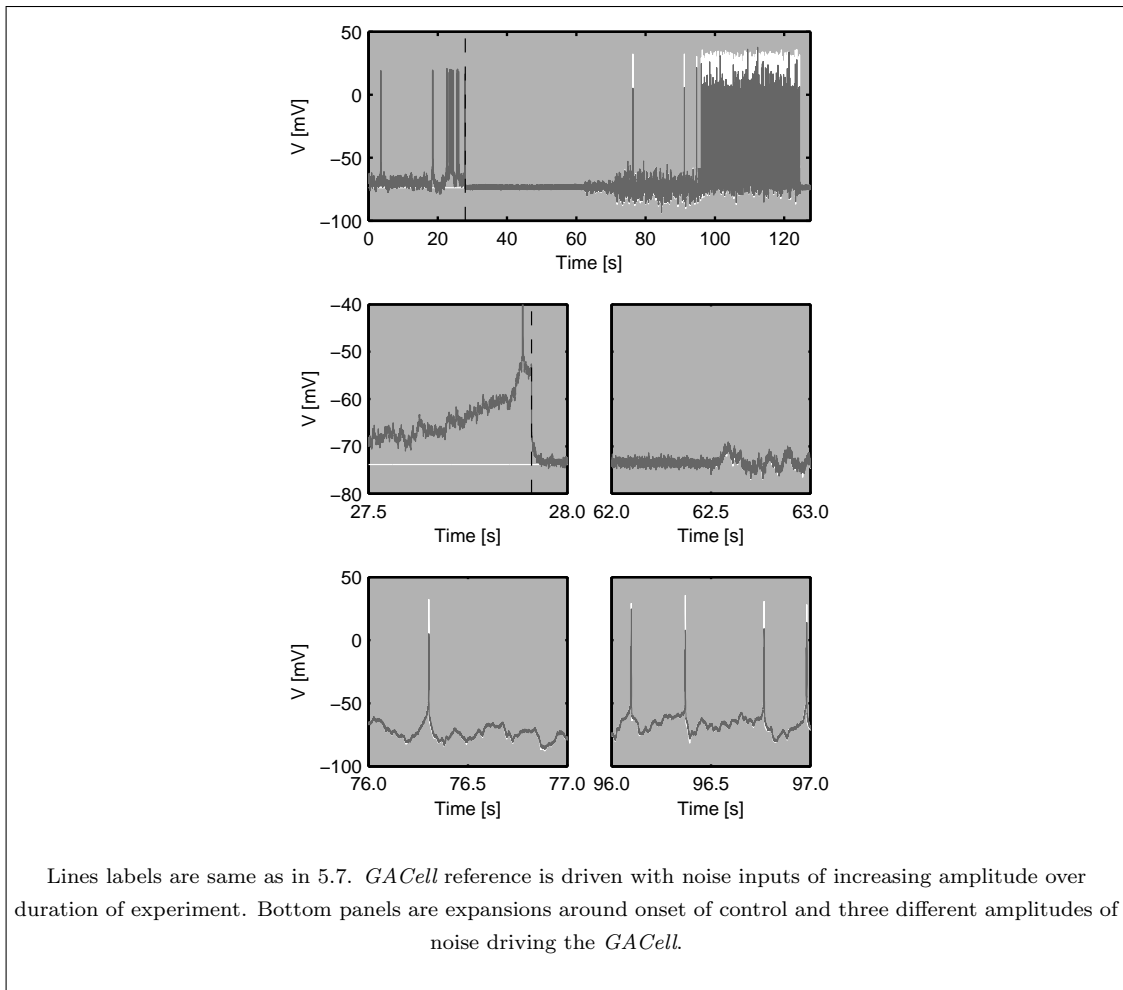 50
0
−50
−100
V [mV]
0 20 40 60 80 100 120
Time [s]
−40
−50
−60
−70
−80
V [mV]
27.5 28.0
Time [s]
62.0 62.5 63.0
Time [s]
50
0
−50
−100
V [mV]
76.0 76.5 77.0
Time [s]
96.0 96.5 97.0
Time [s]
Lines labels are same as in 5.7. GACell reference is driven with noise inputs of increasing amplitude over
duration of experiment. Bottom panels are expansions around onset of control and three different amplitudes of
noise driving the GACell.